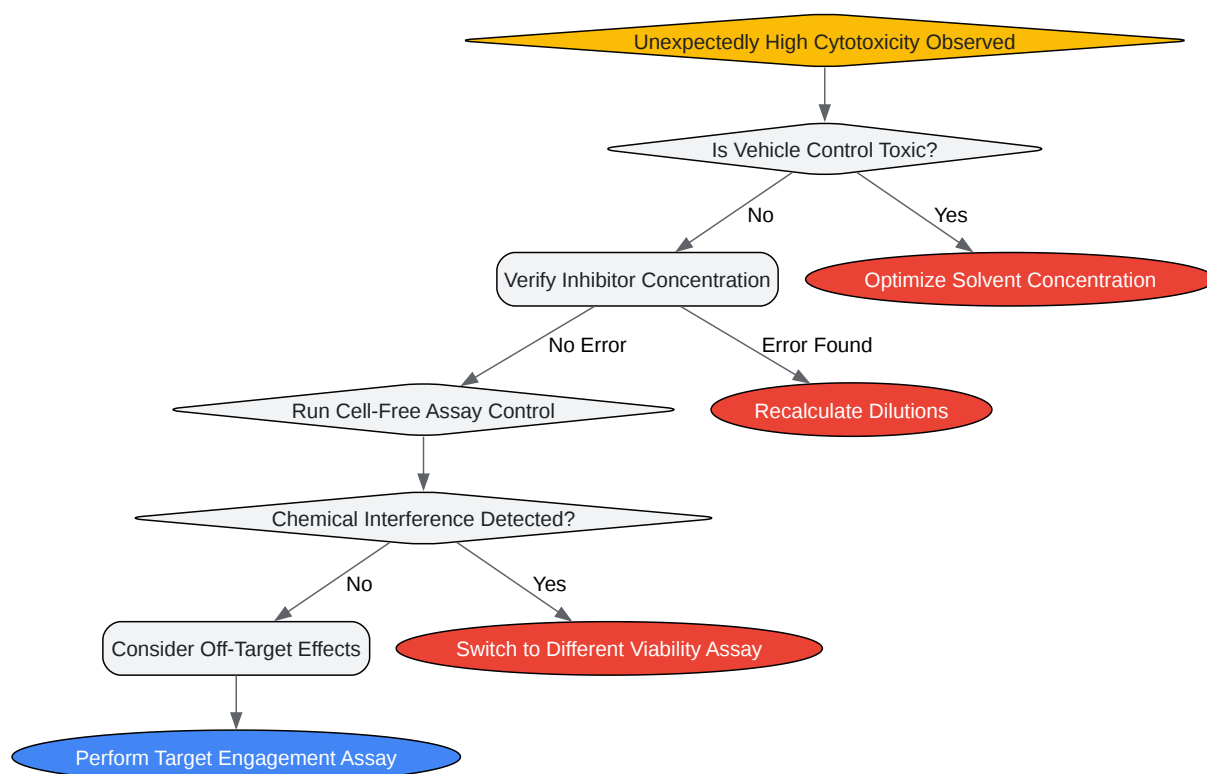 Unexpectedly High Cytotoxicity Observed
Is Vehicle Control Toxic?
No
Yes
Verify Inhibitor Concentration
Optimize Solvent Concentration
No Error
Error Found
Run Cell-Free Assay Control
Recalculate Dilutions
Chemical Interference Detected?
No
Yes
Consider Off-Target Effects
Switch to Different Viability Assay
Perform Target Engagement Assay